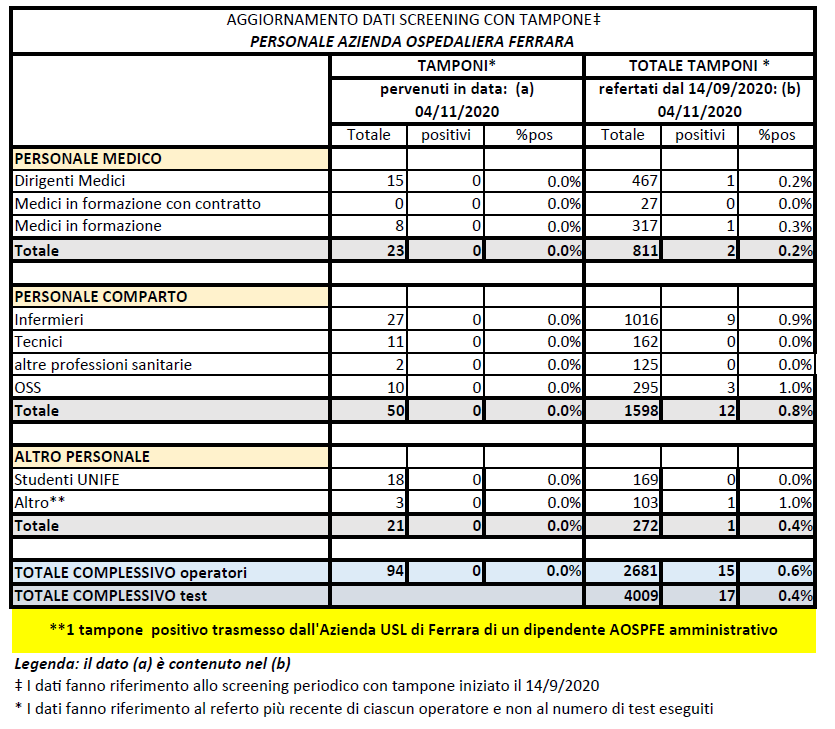 AGGIORNAMENTO DATI SCREENING CON TAMPONE‡
PERSONALE AZIENDA OSPEDALIERA FERRARA
TAMPONI* TOTALE TAMPONI *
pervenuti in data: (a) refertati dal 14/09/2020: (b)
04/11/2020 04/11/2020
Totale positivi %pos Totale positivi %pos
PERSONALE MEDICO
Dirigenti Medici 15 0 0.0% 467 1 0.2%
Medici in formazione con contratto 0 0 0.0% 27 0 0.0%
Medici in formazione 8 0 0.0% 317 1 0.3%
Totale 23 0 0.0% 811 2 0.2%
PERSONALE COMPARTO
Infermieri 27 0 0.0% 1016 9 0.9%
Tecnici 11 0 0.0% 162 0 0.0%
altre professioni sanitarie 2 0 0.0% 125 0 0.0%
OSS 10 0 0.0% 295 3 1.0%
Totale 50 0 0.0% 1598 12 0.8%
ALTRO PERSONALE
Studenti UNIFE 18 0 0.0% 169 0 0.0%
Altro** 3 0 0.0% 103 1 1.0%
Totale 21 0 0.0% 272 1 0.4%
TOTALE COMPLESSIVO operatori 94 0 0.0% 2681 15 0.6%
TOTALE COMPLESSIVO test 4009 17 0.4%
**1 tampone positivo trasmesso dall'Azienda USL di Ferrara di un dipendente AOSPFE amministrativo
Legenda: il dato (a) è contenuto nel (b)
‡ I dati fanno riferimento allo screening periodico con tampone iniziato il 14/9/2020
* I dati fanno riferimento al referto più recente di ciascun operatore e non al numero di test eseguiti